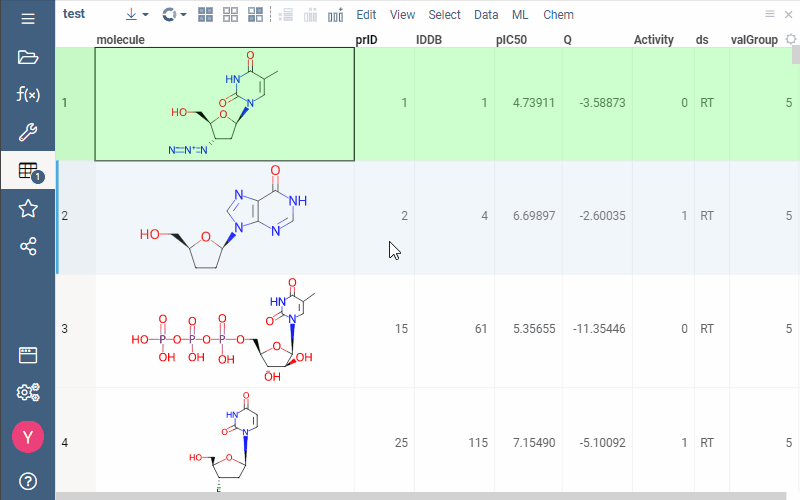 test Edit View Select Data ML Chem
molecule prID IDDB pIC50 Q Activity ds valGroup
O
HN
O N
HO O
N=N⁺=N
1 1 1 4.73911 -3.58873 0 RT 5
O
N NH
N N
HO O
2 2 4 6.69897 -2.60035 1 RT 5
O
HN
O N
O O O
HO P O P O P O O
OH OH OH OH
OH
3 15 61 5.35655 -11.35446 0 RT 5
O
HN
O N
HO O
F
4 25 115 7.15490 -5.10092 1 RT 5
f(x)
1
Y
?